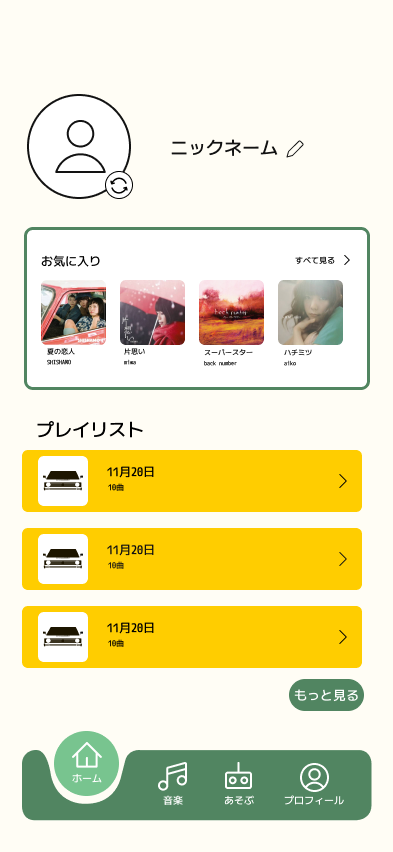 ニックネーム
お気に入り
すべて見る
夏の恋人
SHISHAMO
片思い
miwa
スーパースター
back number
ハチミツ
aiko
プレイリスト
11月20日
10曲
11月20日
10曲
11月20日
10曲
もっと見る
ホーム
音楽
あそぶ
プロフィール